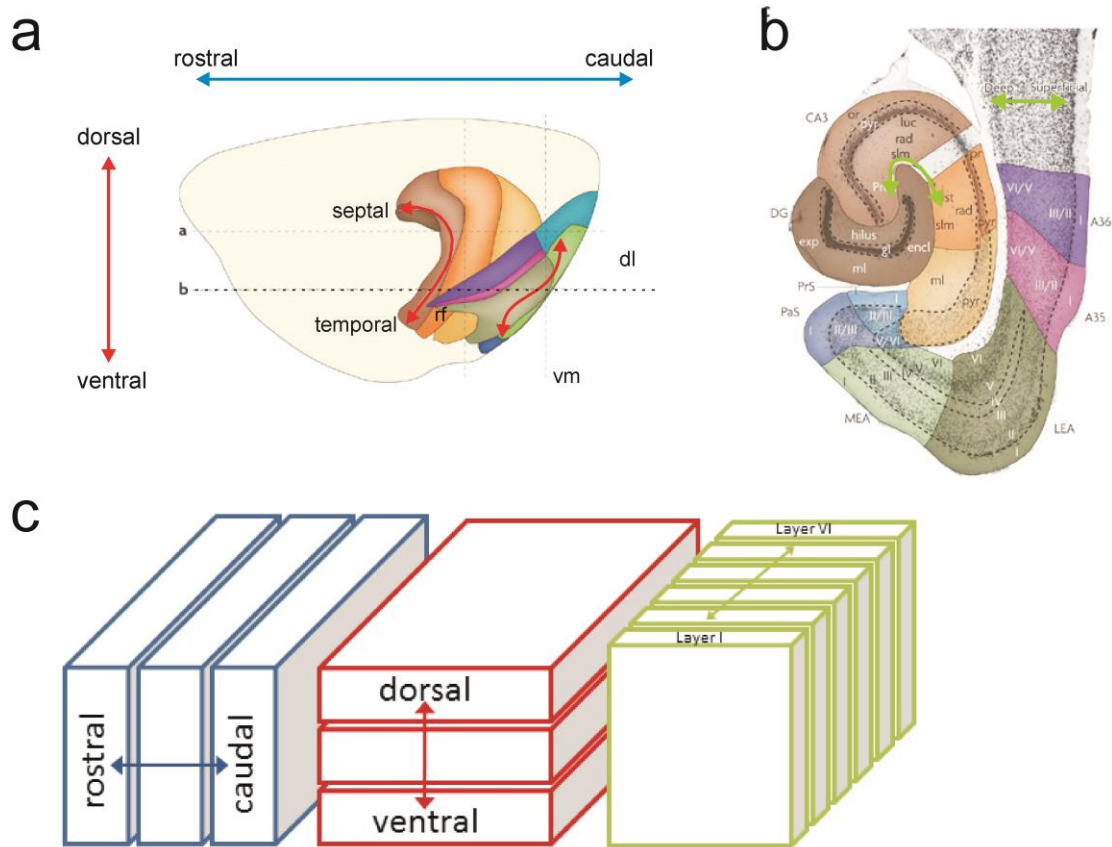 a
rostral
caudal
dorsal
septal
a
dl
b
temporal
rf
ventral
vm
b
Deep
Superficial
CA3
or
pyr
luc
rad
slm
or
st
rad
pyr
slm
VI/V
III/II
I
A36
DG
hilus
gl
encl
exp
ml
ml
VI/V
III/II
I
A35
PrS
I
PaS
I
II/III
II/III
V/VI
pyr
VI
V
IV
III
II
I
VI
V
III
II
I
MEA
LEA
c
Layer VI
Layer I
rostral
caudal
dorsal
ventral